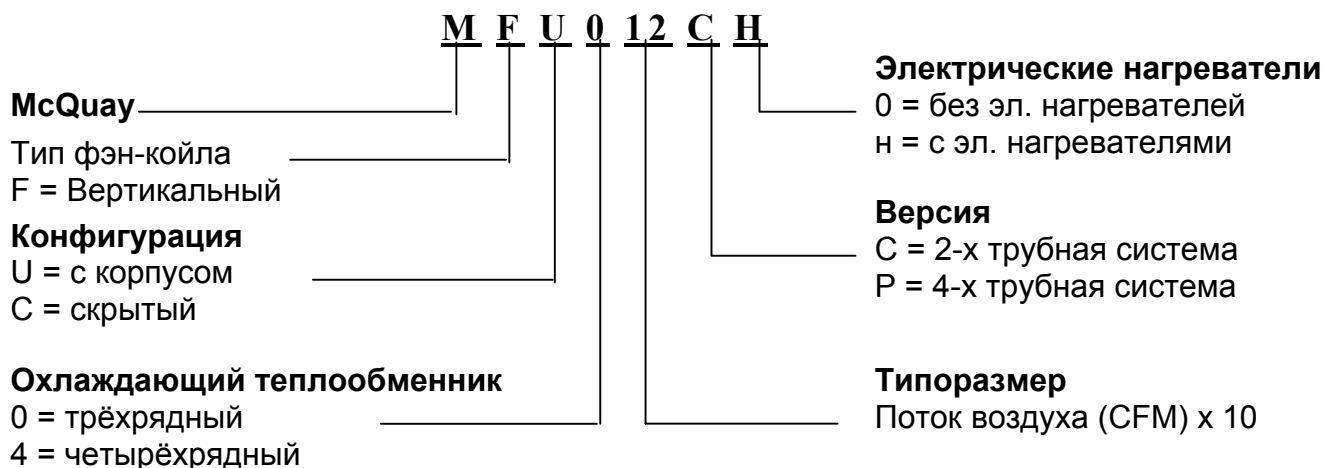 M F U 0 12 C H
McQuay
Тип фэн-койла
F = Вертикальный
Конфигурация
U = с корпусом
C = скрытый
Охлаждающий теплообменник
0 = трёхрядный
4 = четырёхрядный
Электрические нагреватели
0 = без эл. нагревателей
н = с эл. нагревателями
Версия
C = 2-х трубная система
P = 4-х трубная система
Типоразмер
Поток воздуха (CFM) x 10